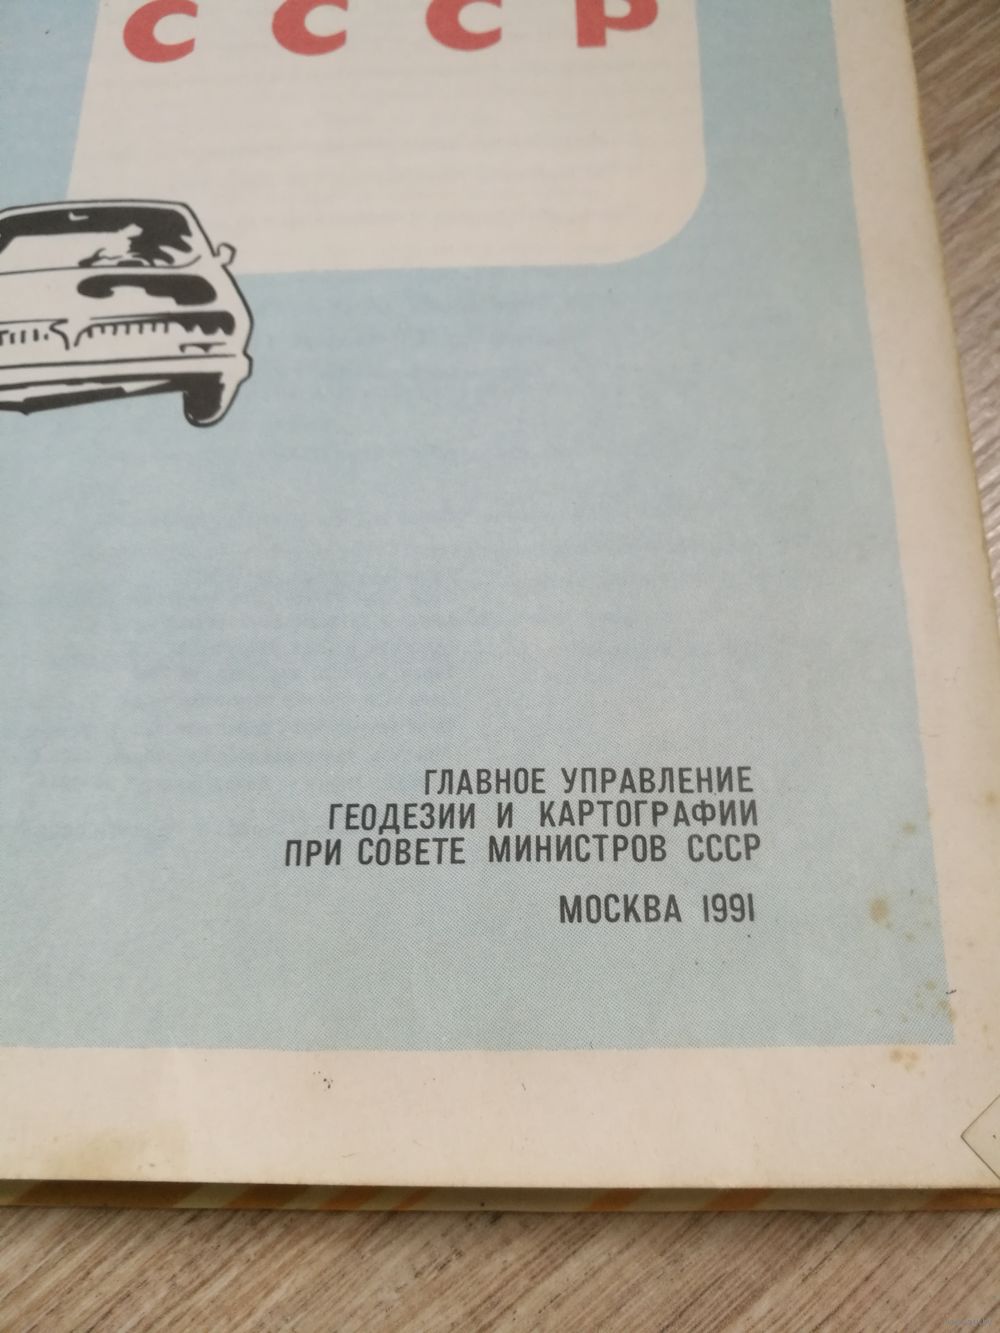 СССР
ГЛАВНОЕ УПРАВЛЕНИЕ
ГЕОДЕЗИИ И КАРТОГРАФИИ
ПРИ СОВЕТЕ МИНИСТРОВ СССР
МОСКВА 1991